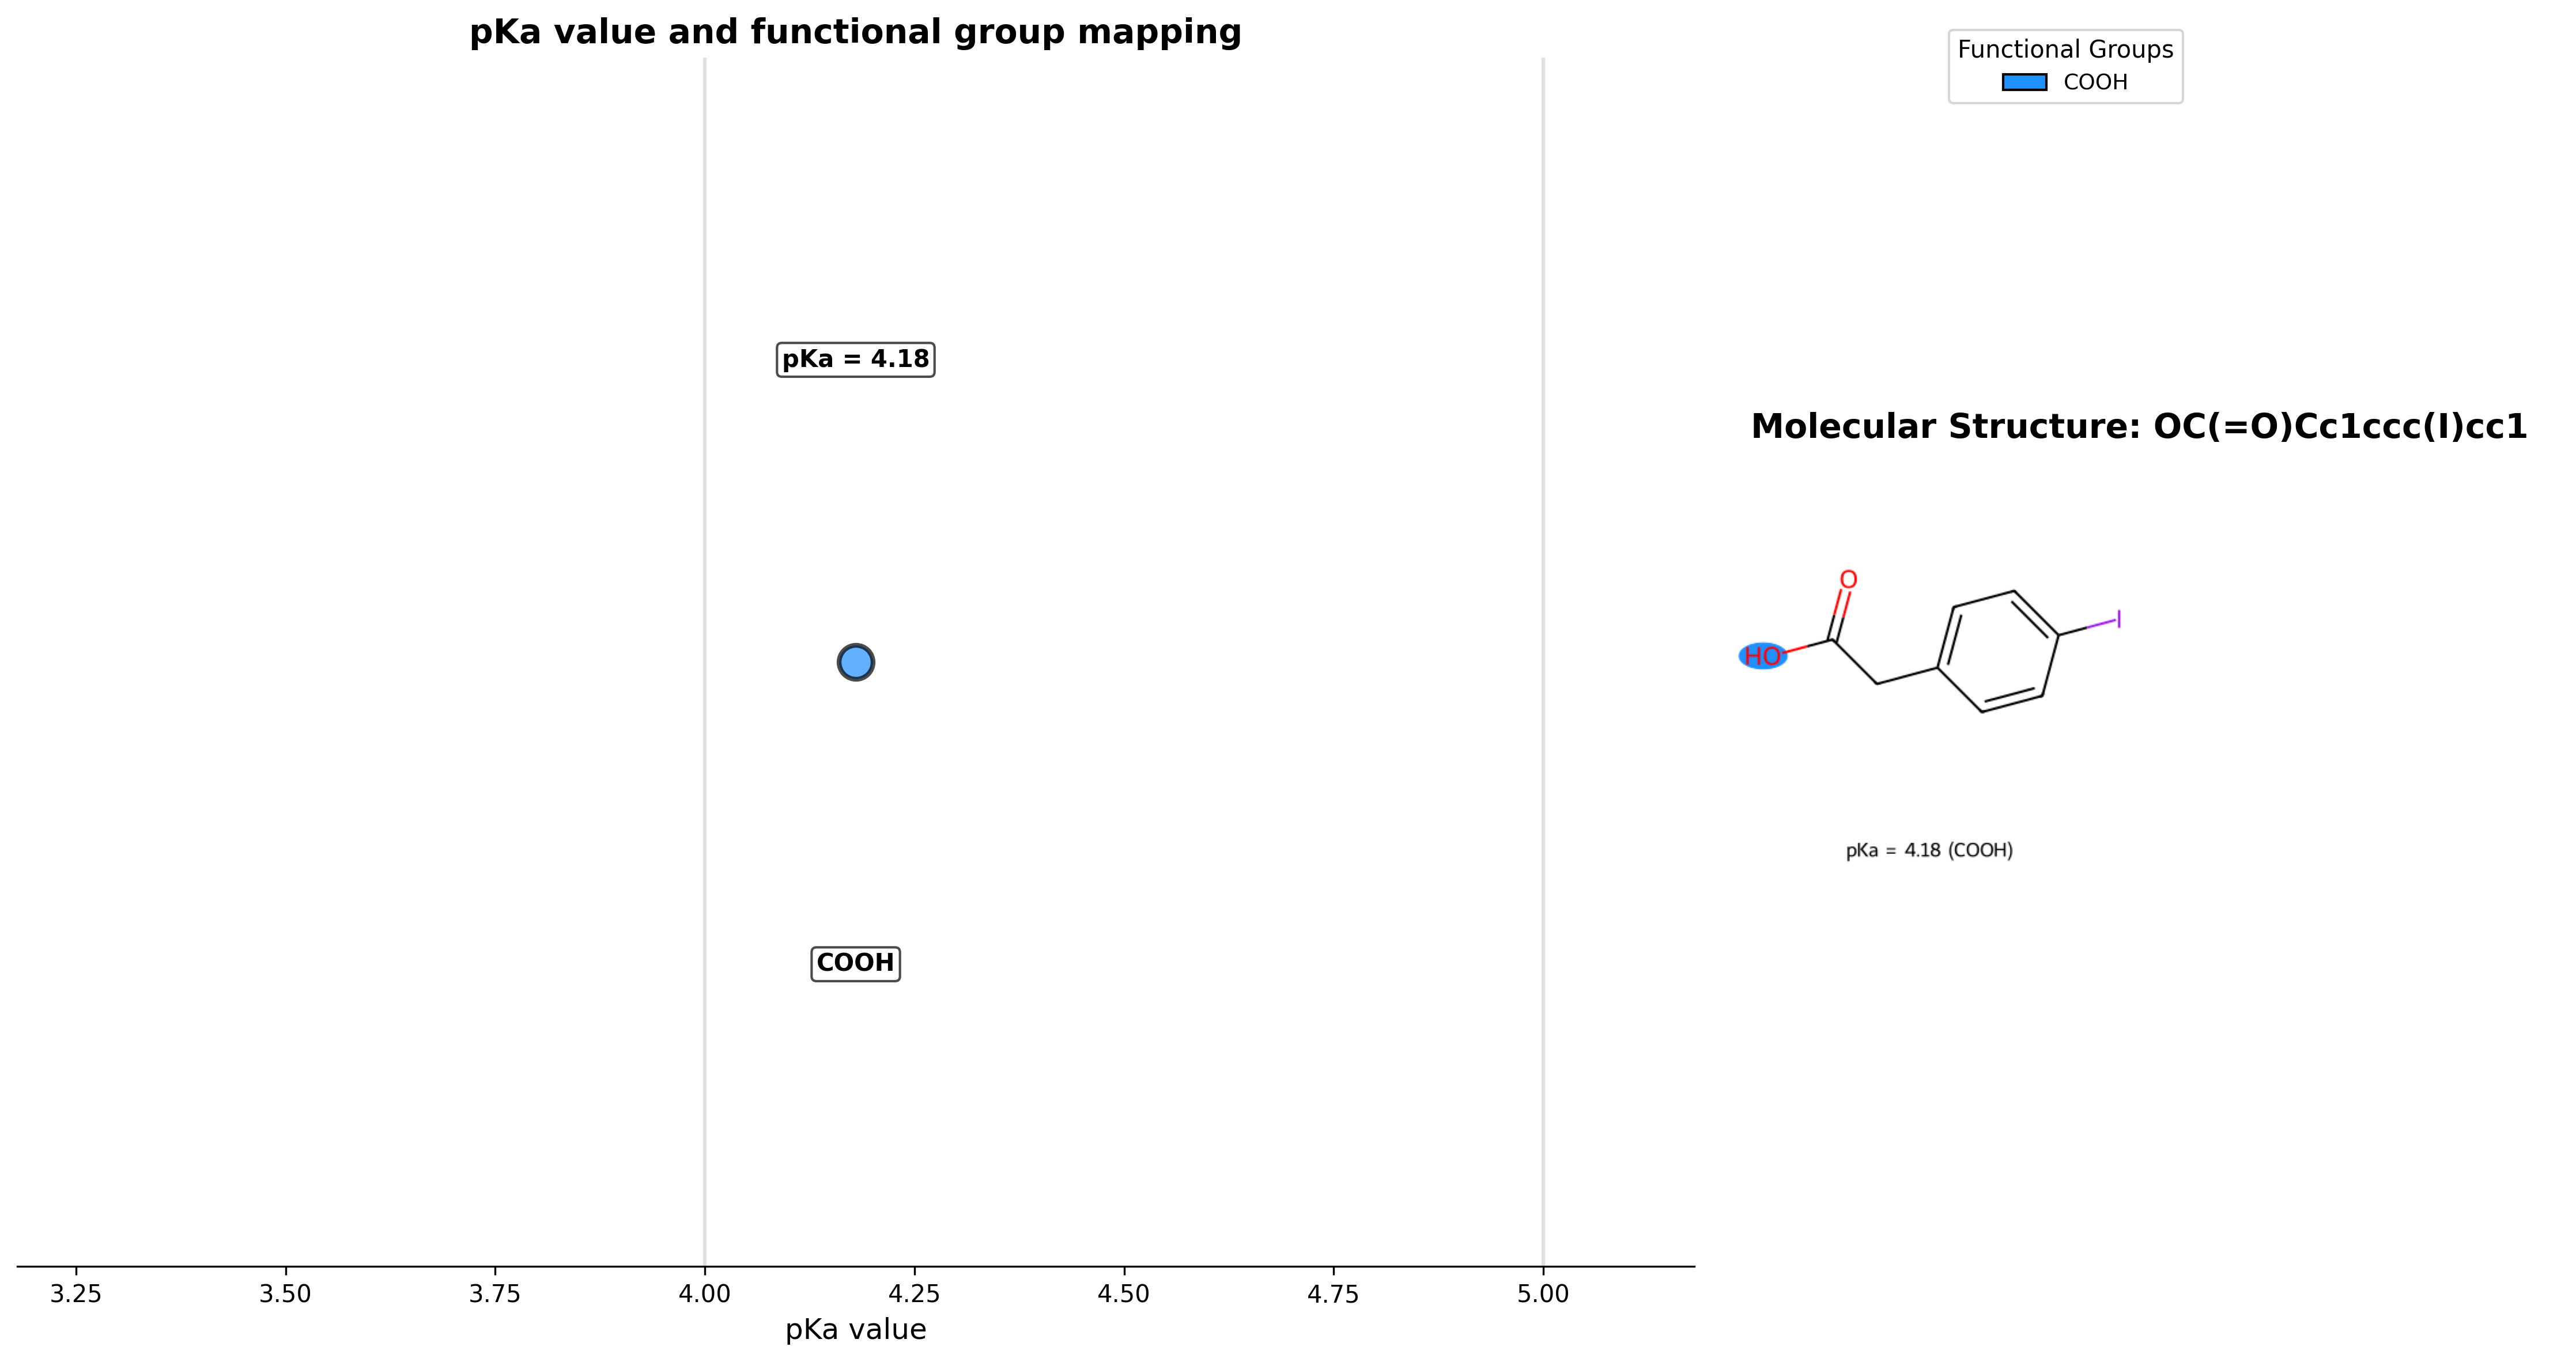 pKa value and functional group mapping
Functional Groups
COOH
pKa = 4.18
COOH
3.25 3.50 3.75 4.00 4.25 4.50 4.75 5.00
pKa value
Molecular Structure: OC(=O)Cc1ccc(I)cc1
O
HO
I
pKa = 4.18 (COOH)